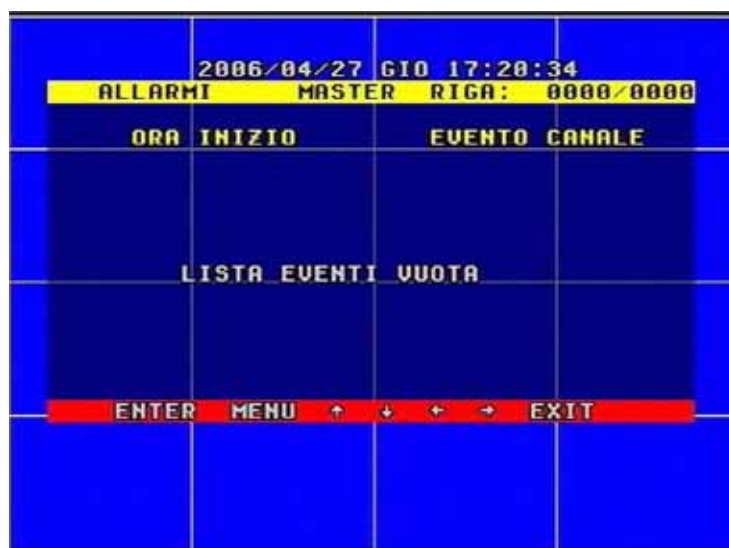 2006/04/27 GIO 17:20:34
ALLARMI MASTER RIGA: 0000/0000
ORA INIZIO EVENTO CANALE
LISTA EVENTI VUOTA
ENTER MENU ↑ ↓ ← → EXIT